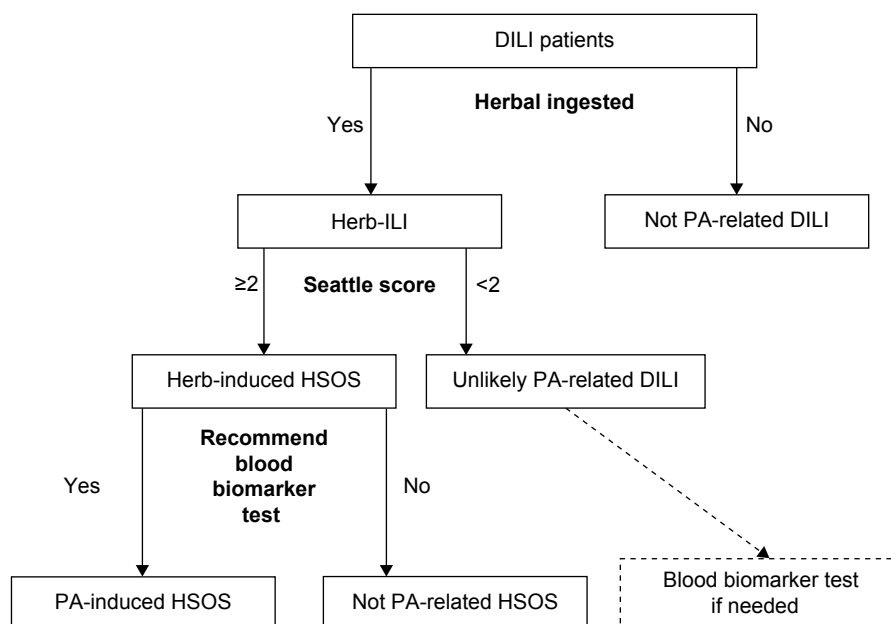 DILI patients
Herbal ingested
Yes
No
Herb-ILI
Not PA-related DILI
≥2
Seattle score
<2
Herb-induced HSOS
Unlikely PA-related DILI
Recommend
blood
biomarker
test
Yes
No
PA-induced HSOS
Not PA-related HSOS
Blood biomarker test
if needed